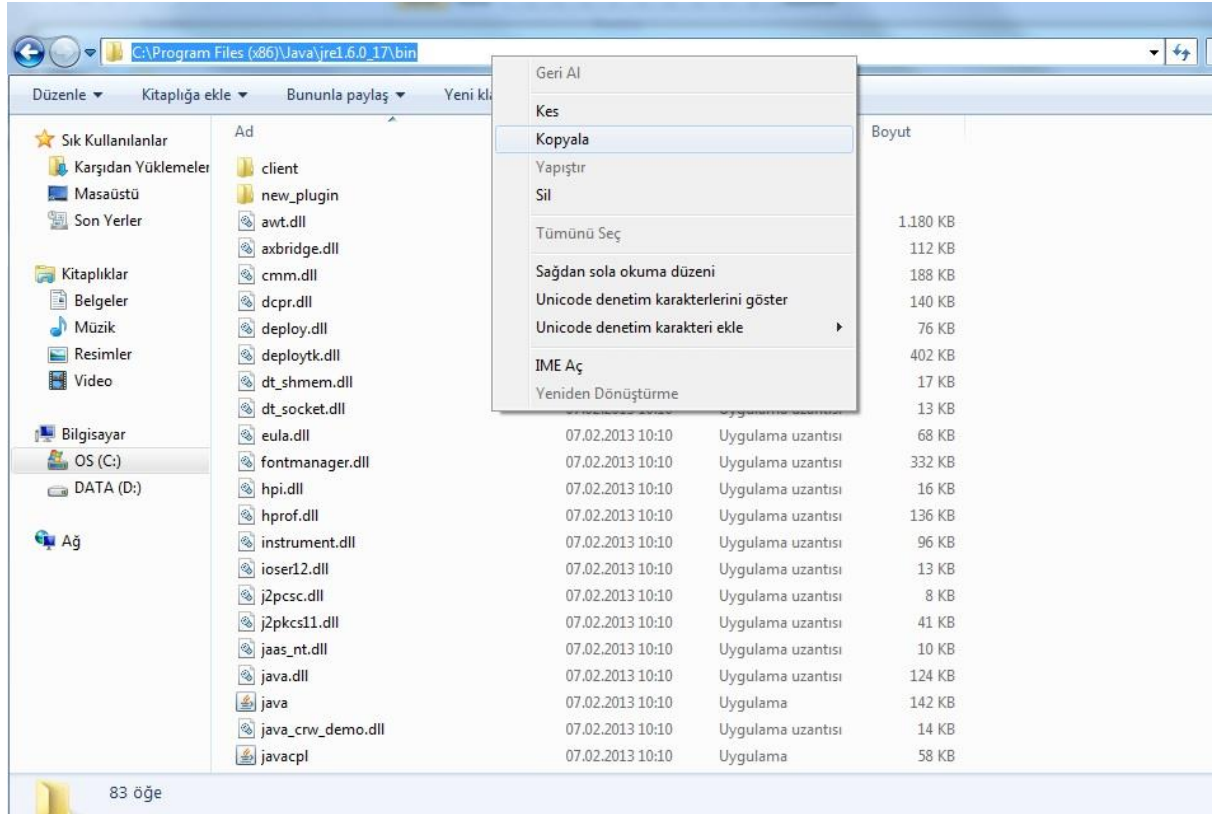 C:\Program Files (x86)\Java\jre1.6.0_17\bin
Düzenle Kitaplığa ekle Bununla paylaş Yeni
Geri Al
Kes
Kopyala
Yapıştır
Sil
Tümünü Seç
Sağdan sola okuma düzeni
Unicode denetim karakterlerini göster
Unicode denetim karakteri ekle
IME Aç
Yeniden Dönüştürme
Sık Kullanılanlar
Karşıdan Yüklemeler
Masaüstü
Son Yerler
Kitaplıklar
Belgeler
Müzik
Resimler
Video
Bilgisayar
OS (C:)
DATA (D:)
Ağ
Ad Boyut
client
new_plugin
awt.dll 1.180 KB
axbridge.dll 112 KB
cmm.dll 188 KB
dcpr.dll 140 KB
deploy.dll 76 KB
deploytk.dll 402 KB
dt_shmem.dll 17 KB
dt_socket.dll 13 KB
eula.dll 07.02.2013 10:10 Uygulama uzantısı 68 KB
fontmanager.dll 07.02.2013 10:10 Uygulama uzantısı 332 KB
hpi.dll 07.02.2013 10:10 Uygulama uzantısı 16 KB
hprof.dll 07.02.2013 10:10 Uygulama uzantısı 136 KB
instrument.dll 07.02.2013 10:10 Uygulama uzantısı 96 KB
ioser12.dll 07.02.2013 10:10 Uygulama uzantısı 13 KB
j2pcsc.dll 07.02.2013 10:10 Uygulama uzantısı 8 KB
j2pkcs11.dll 07.02.2013 10:10 Uygulama uzantısı 41 KB
jaas_nt.dll 07.02.2013 10:10 Uygulama uzantısı 10 KB
java.dll 07.02.2013 10:10 Uygulama uzantısı 124 KB
java 07.02.2013 10:10 Uygulama 142 KB
java_crw_demo.dll 07.02.2013 10:10 Uygulama uzantısı 14 KB
javacpl 07.02.2013 10:10 Uygulama 58 KB
83 öğe